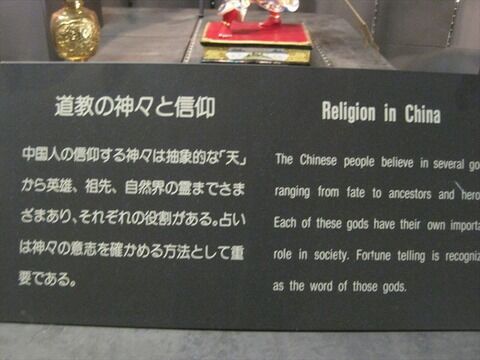 道教の神々と信仰
中国人の信仰する神々は抽象的な「天」
から英雄、祖先、自然界の霊までさま
ざまあり、それぞれの役割がある。占い
は神々の意志を確かめる方法として重
要である。
Religion in China
The Chinese people believe in several
ranging from fate to ancestors and
Each of these gods have their own
role in society. Fortune telling is
as the word of those gods.